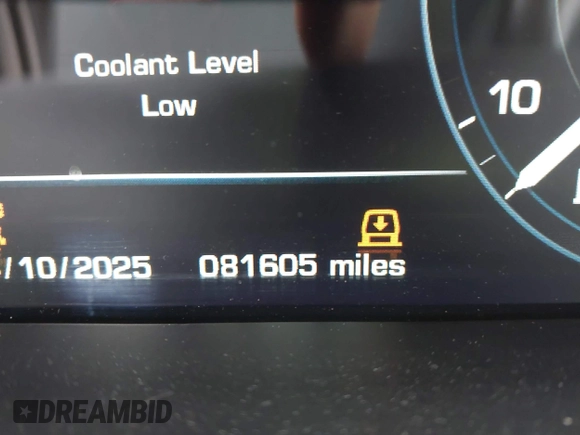 Coolant Level
Low
10
/10/2025 081605 miles
DREAMBID